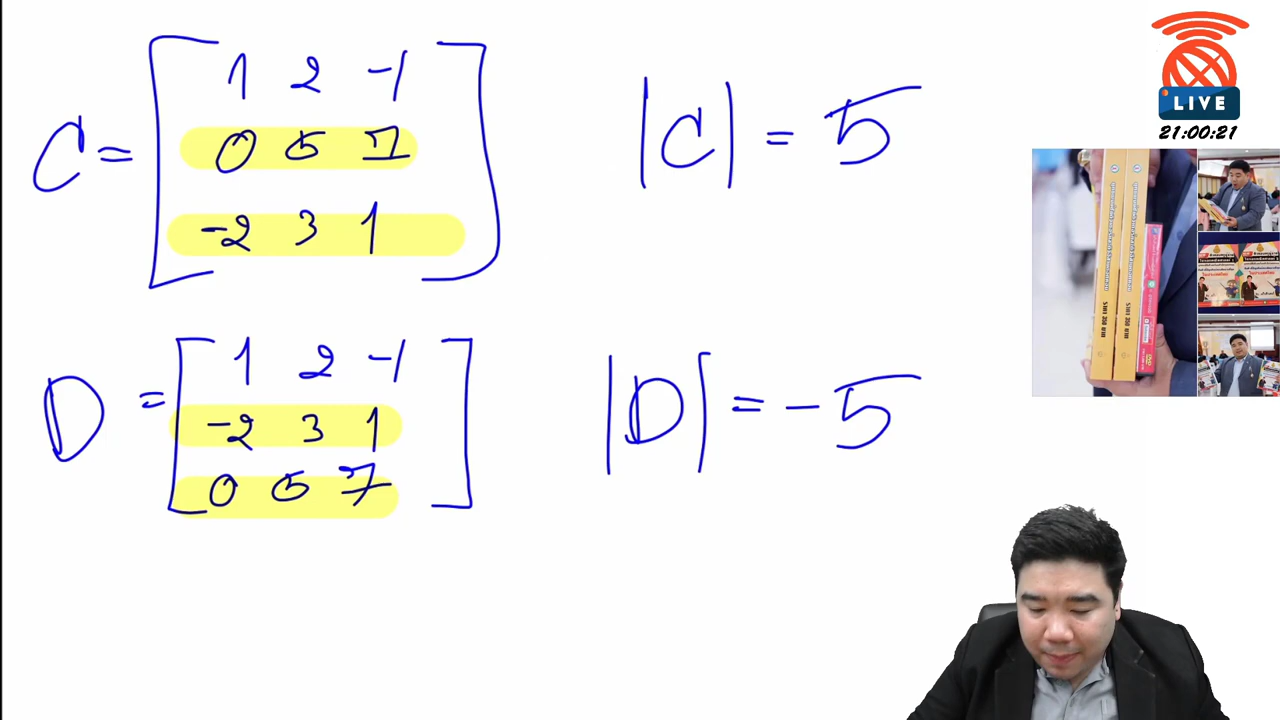 C = [ 1 2 -1
0 5 7
-2 3 1 ]
|C| = 5
D = [ 1 2 -1
-2 3 1
0 5 7 ]
|D| = -5
LIVE
21:00:21